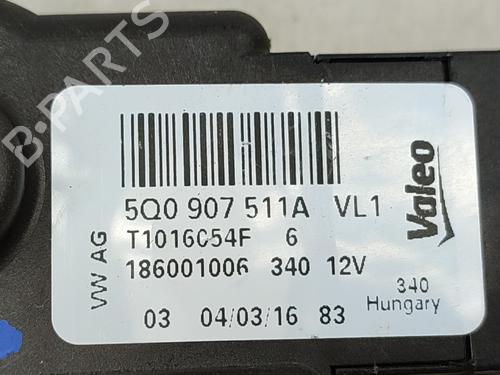 B-PARTS
5Q0 907 511A VL1
T1016C54F 6
186001006 340 12V
03 04/03/16 83
VW AG
Valeo
340
Hungary